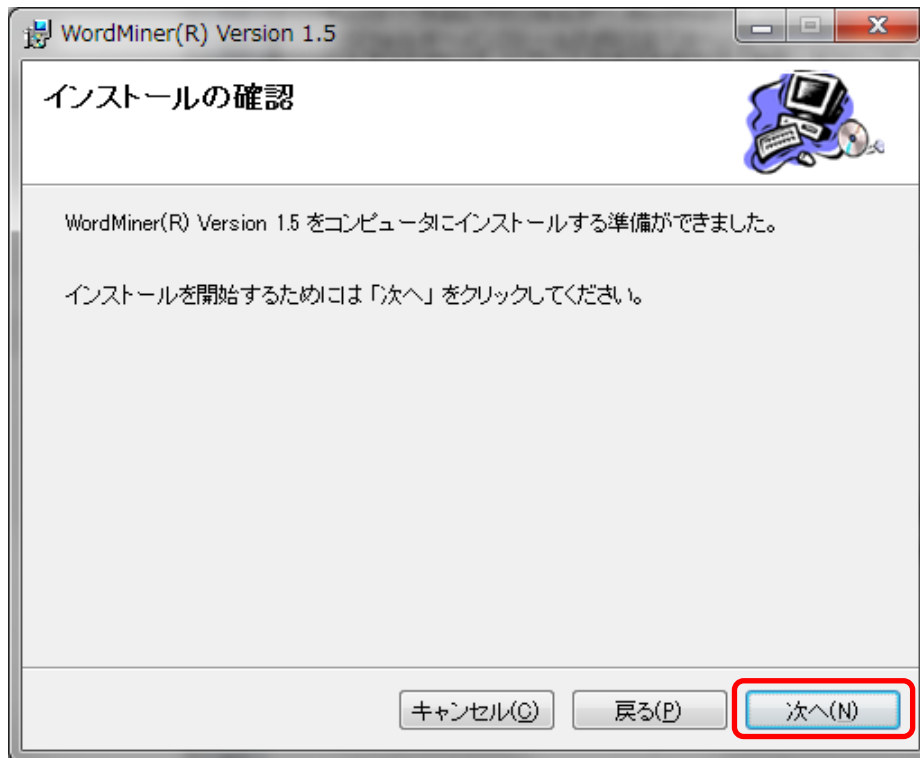 WordMiner(R) Version 1.5
インストールの確認
WordMiner(R) Version 1.5 をコンピュータにインストールする準備ができました。
インストールを開始するためには「次へ」をクリックしてください。
キャンセル(C) 戻る(P) 次へ(N)